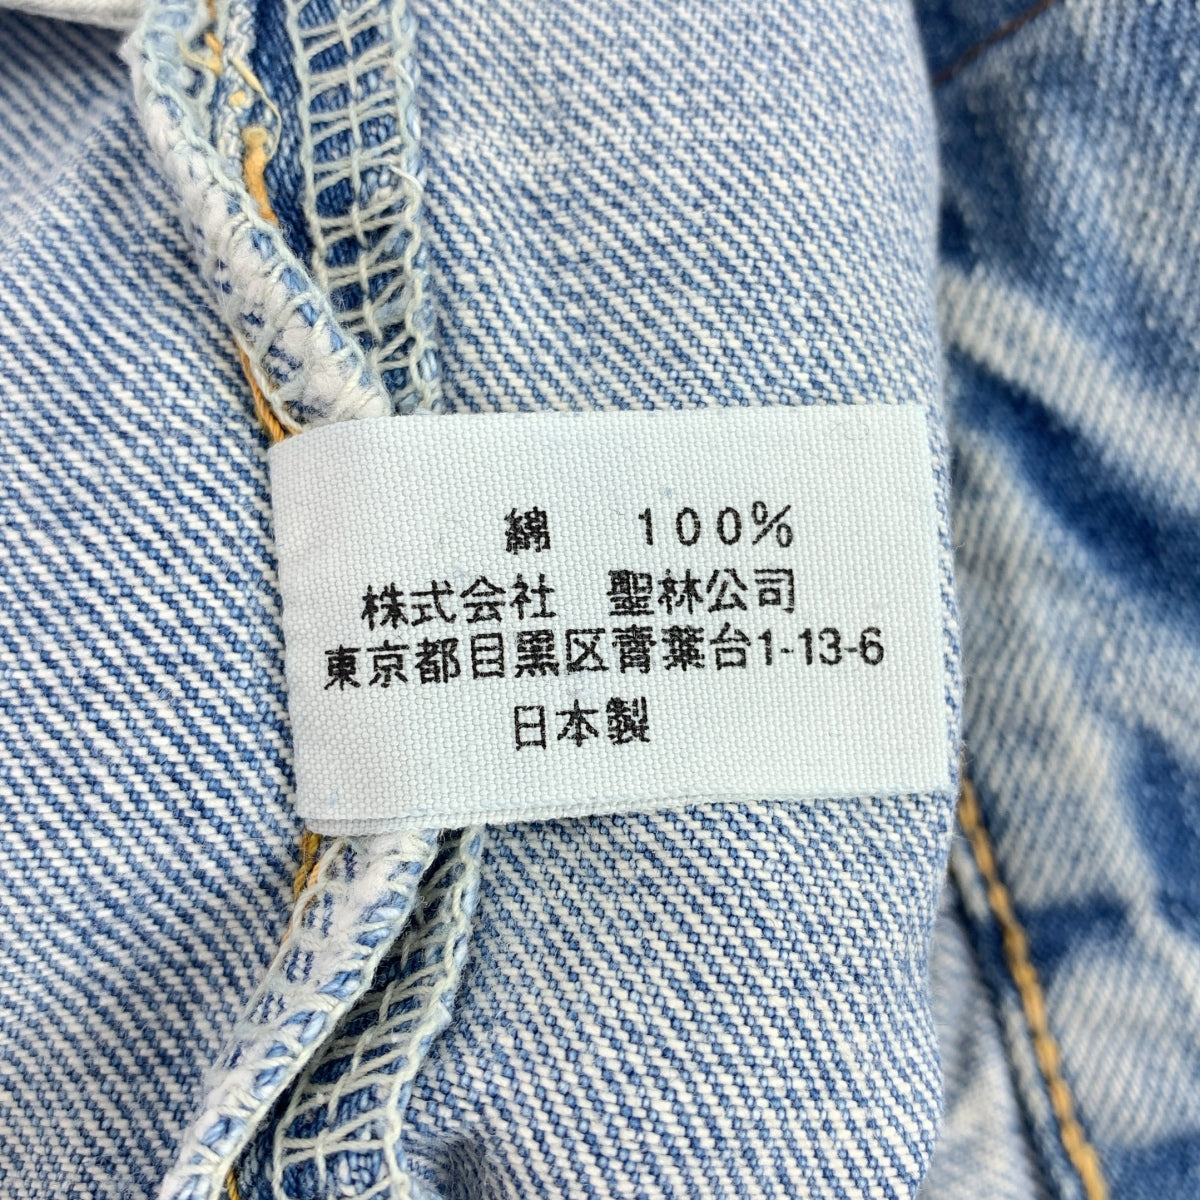 綿 100%
株式会社 聖林公司
東京都目黒区青葉台1-13-6
日本製